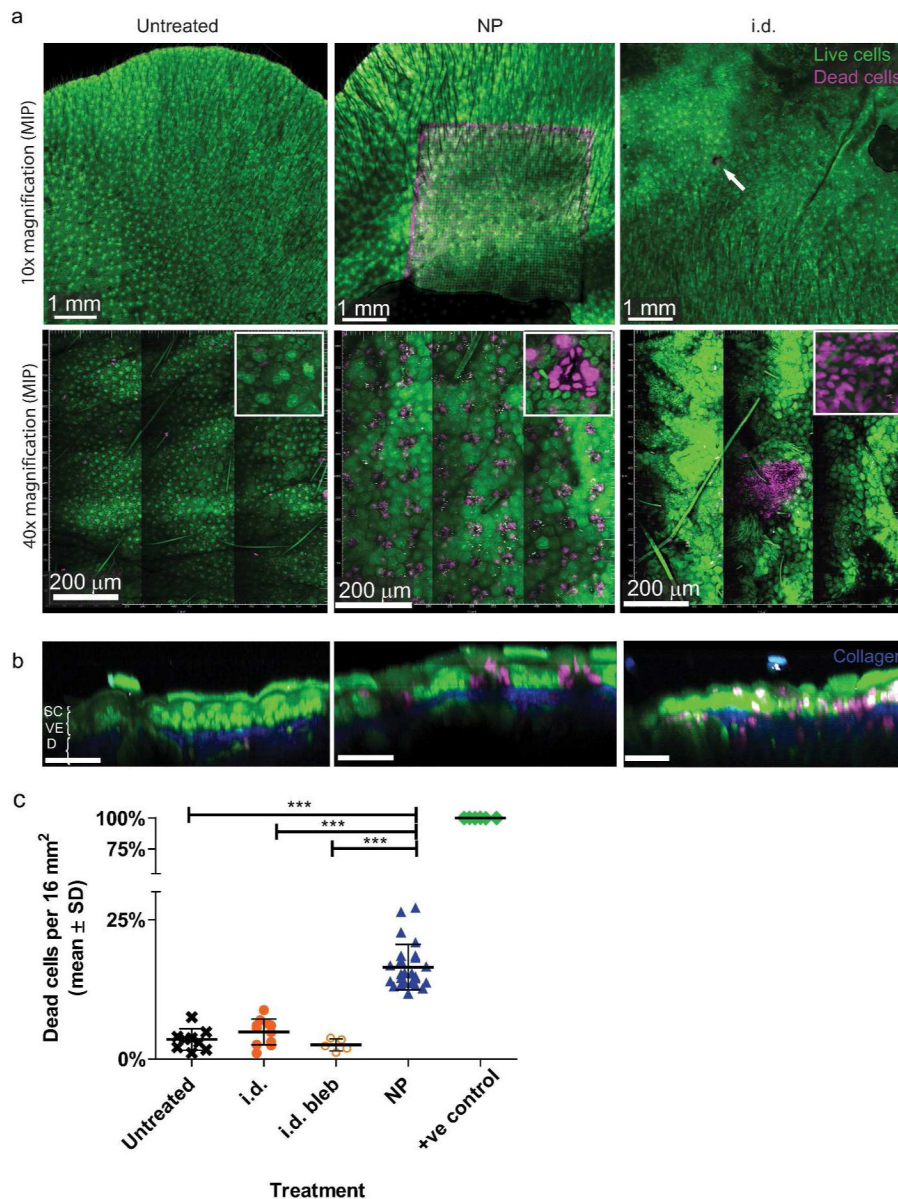 a
Untreated
NP
i.d.
10x magnification (MIP)
Live cells
Dead cells
1 mm
1 mm
1 mm
40x magnification (MIP)
200 µm
200 µm
200 µm
b
Collagen
SC
VE
D
c
***
***
***
100%
75%
25%
0%
Dead cells per 16 mm²
(mean ± SD)
Untreated
i.d.
i.d. bleb
NP
+ve control
Treatment